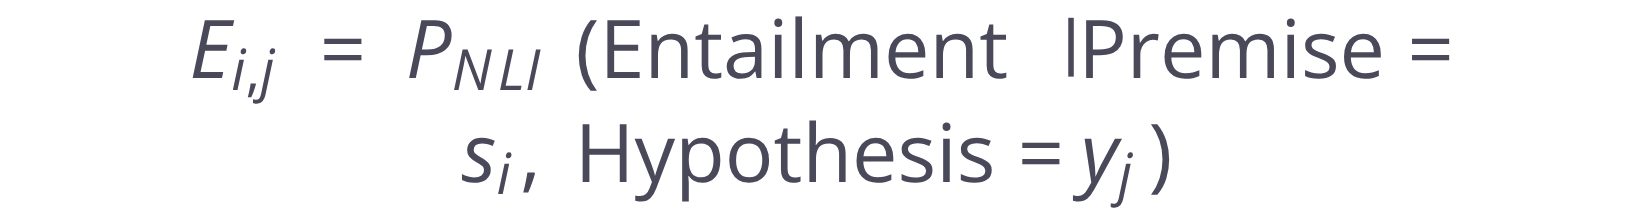 E_{i,j} = P_{NLI} (Entailment |Premise =
s_i, Hypothesis = y_j)